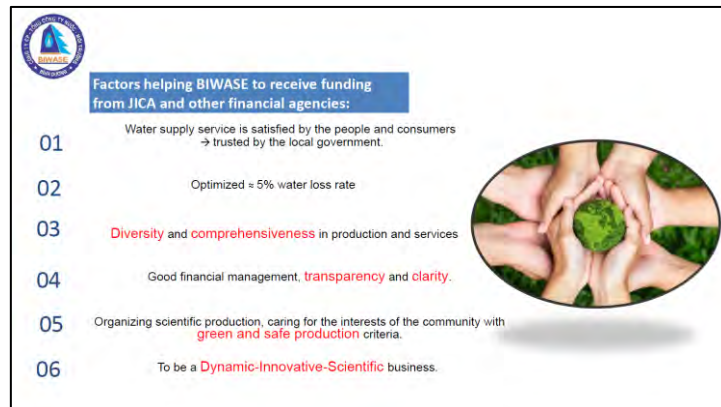 BIWASE
Factors helping BIWASE to receive funding
from JICA and other financial agencies:
01
Water supply service is satisfied by the people and consumers
→ trusted by the local government.
02
Optimized ≈ 5% water loss rate
03
Diversity and comprehensiveness in production and services
04
Good financial management, transparency and clarity.
05
Organizing scientific production, caring for the interests of the community with
green and safe production criteria.
06
To be a Dynamic-Innovative-Scientific business.